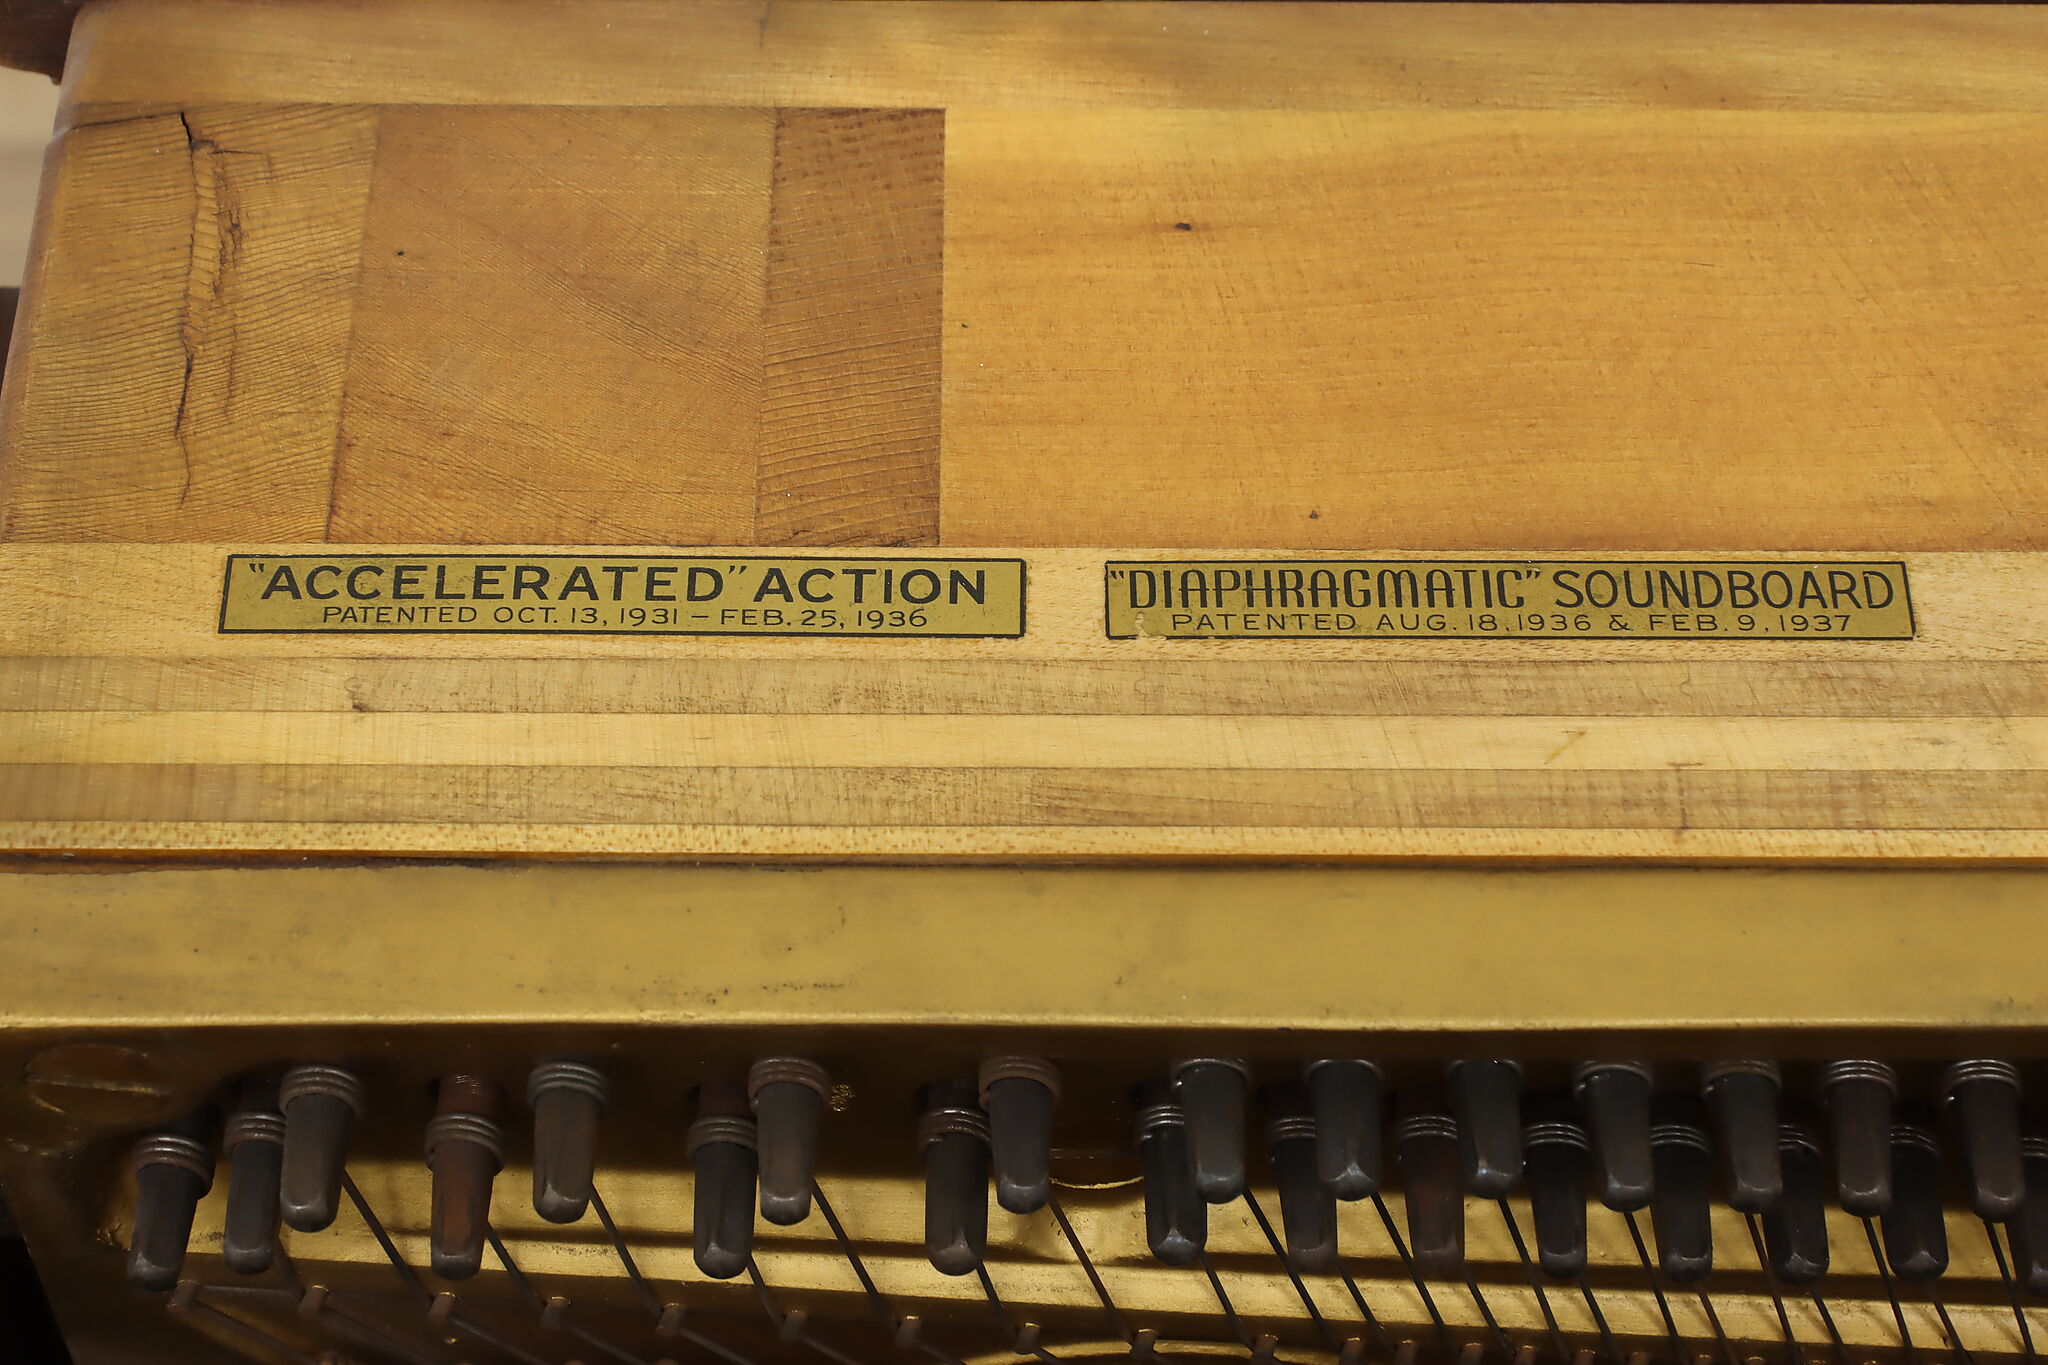 "ACCELERATED" ACTION
PATENTED OCT. 13, 1931 – FEB. 25, 1936
"DIAPHRAGMATIC" SOUNDBOARD
PATENTED AUG. 18, 1936 & FEB. 9, 1937